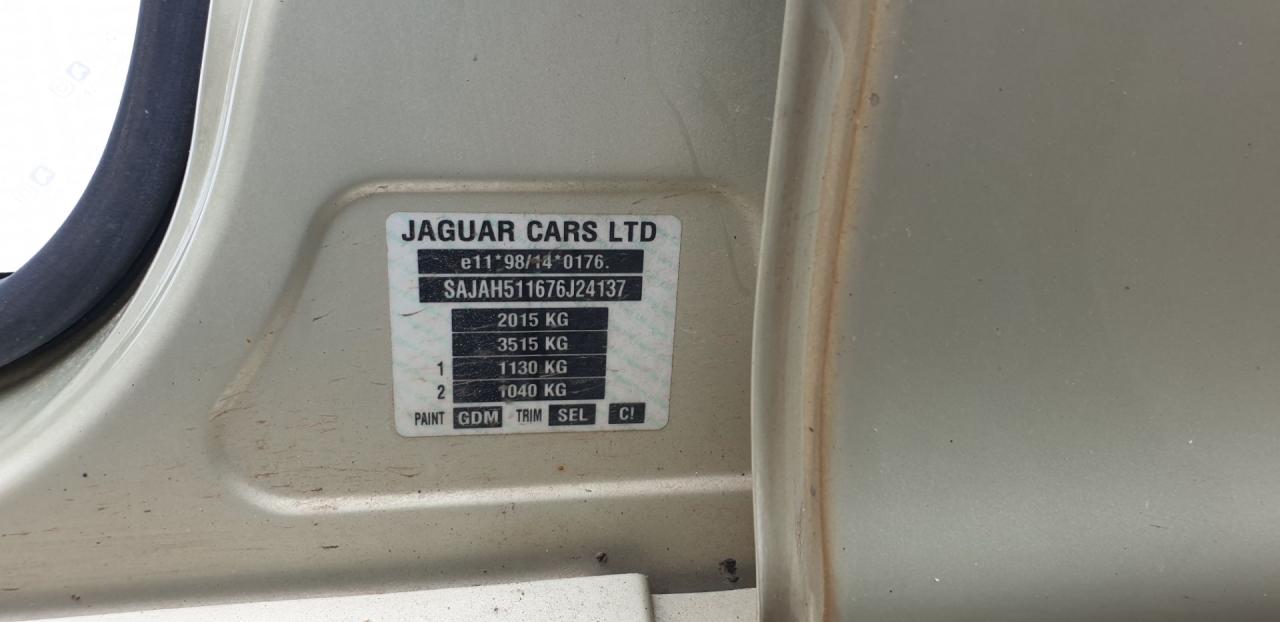 JAGUAR CARS LTD
e11*98/14*0176.
SAJAH511676J24137
2015 KG
3515 KG
1 1130 KG
2 1040 KG
PAINT GDM TRIM SEL C!